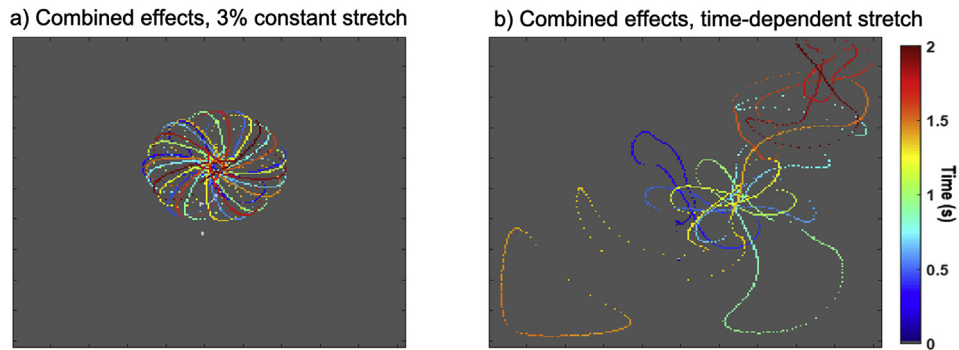 a) Combined effects, 3% constant stretch
b) Combined effects, time-dependent stretch
2
1.5
1
0.5
0
Time (s)